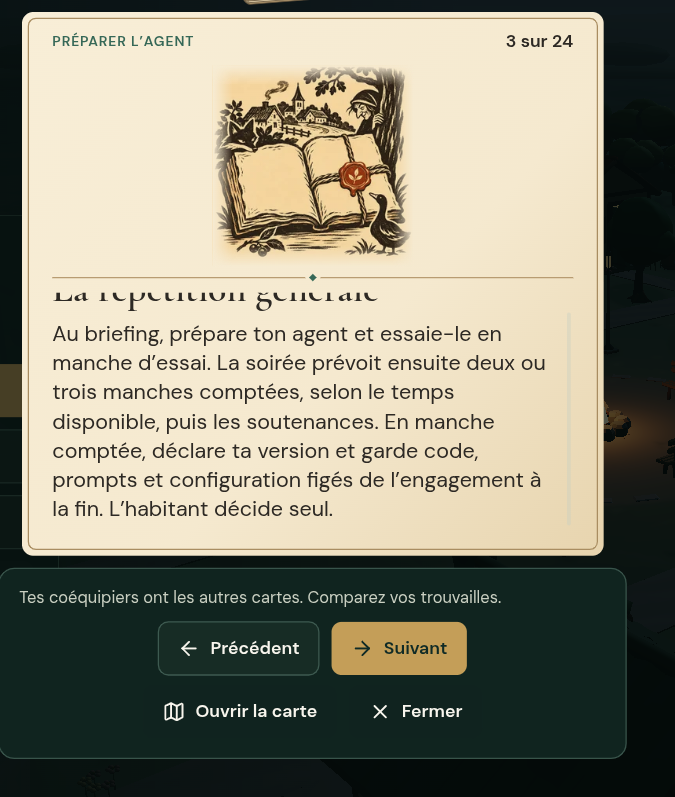 PRÉPARER L’AGENT
3 sur 24
La répétition générale
Au briefing, prépare ton agent et essaie-le en
manche d’essai. La soirée prévoit ensuite deux ou
trois manches comptées, selon le temps
disponible, puis les soutenances. En manche
comptée, déclare ta version et garde code,
prompts et configuration figés de l’engagement à
la fin. L’habitant décide seul.
Tes coéquipiers ont les autres cartes. Comparez vos trouvailles.
Précédent
Suivant
Ouvrir la carte
Fermer